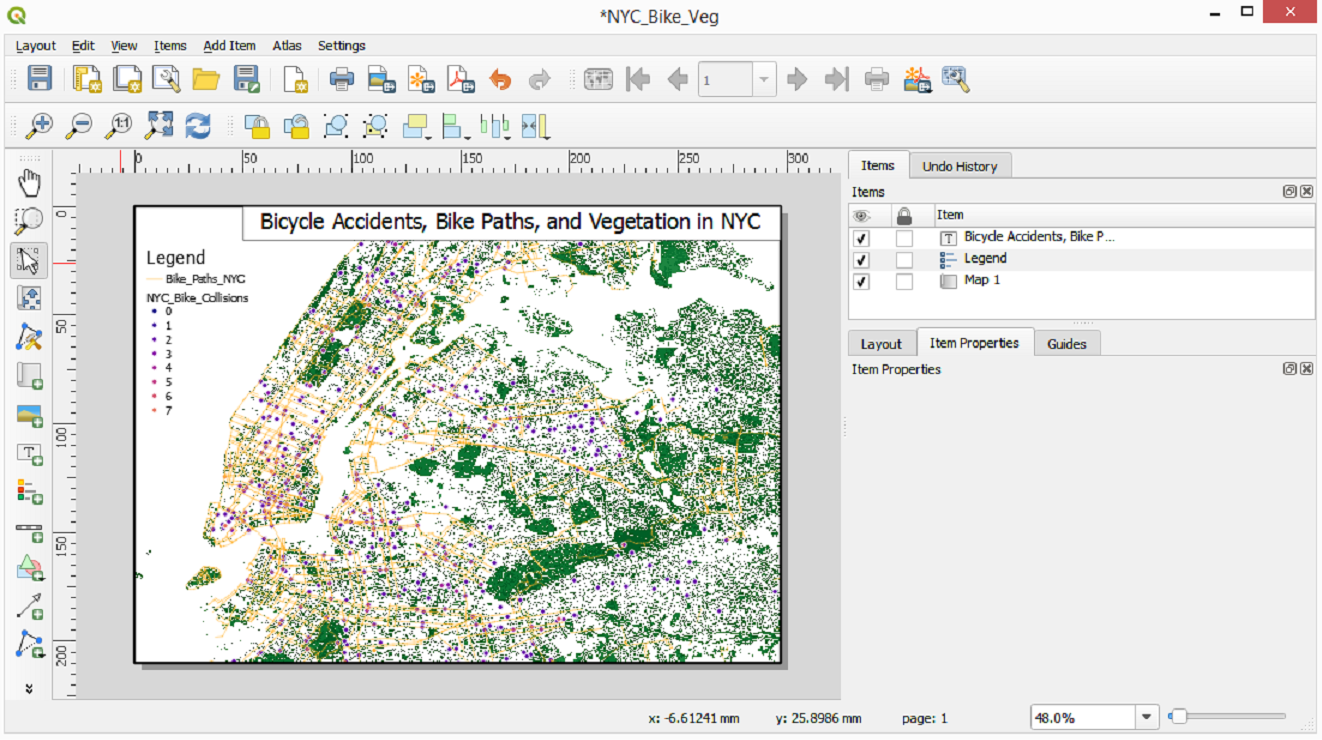 *NYC_Bike_Veg
Layout Edit View Items Add Item Atlas Settings
1
1:1
0 50 100 150 200 250 300
Items Undo History
Items
Item
Bicycle Accidents, Bike P...
Legend
Map 1
Layout Item Properties Guides
Item Properties
0
50
100
150
200
Bicycle Accidents, Bike Paths, and Vegetation in NYC
Legend
Bike_Paths_NYC
NYC_Bike_Collisions
0
1
2
3
4
5
6
7
x: -6.61241 mm y: 25.8986 mm page: 1 48.0%